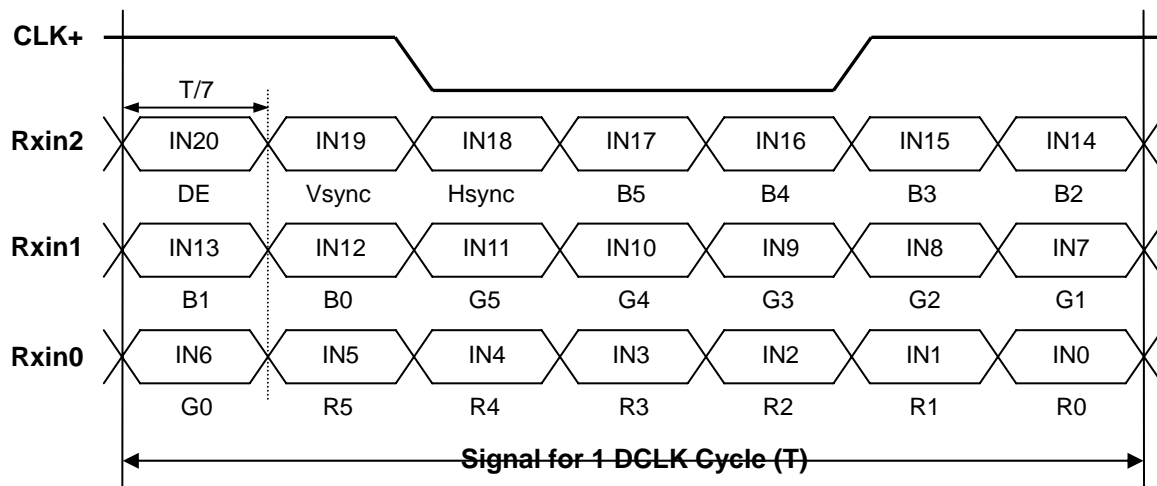 CLK+
T/7
Rxin2 IN20 IN19 IN18 IN17 IN16 IN15 IN14
DE Vsync Hsync B5 B4 B3 B2
Rxin1 IN13 IN12 IN11 IN10 IN9 IN8 IN7
B1 B0 G5 G4 G3 G2 G1
Rxin0 IN6 IN5 IN4 IN3 IN2 IN1 IN0
G0 R5 R4 R3 R2 R1 R0
Signal for 1 DCLK Cycle (T)